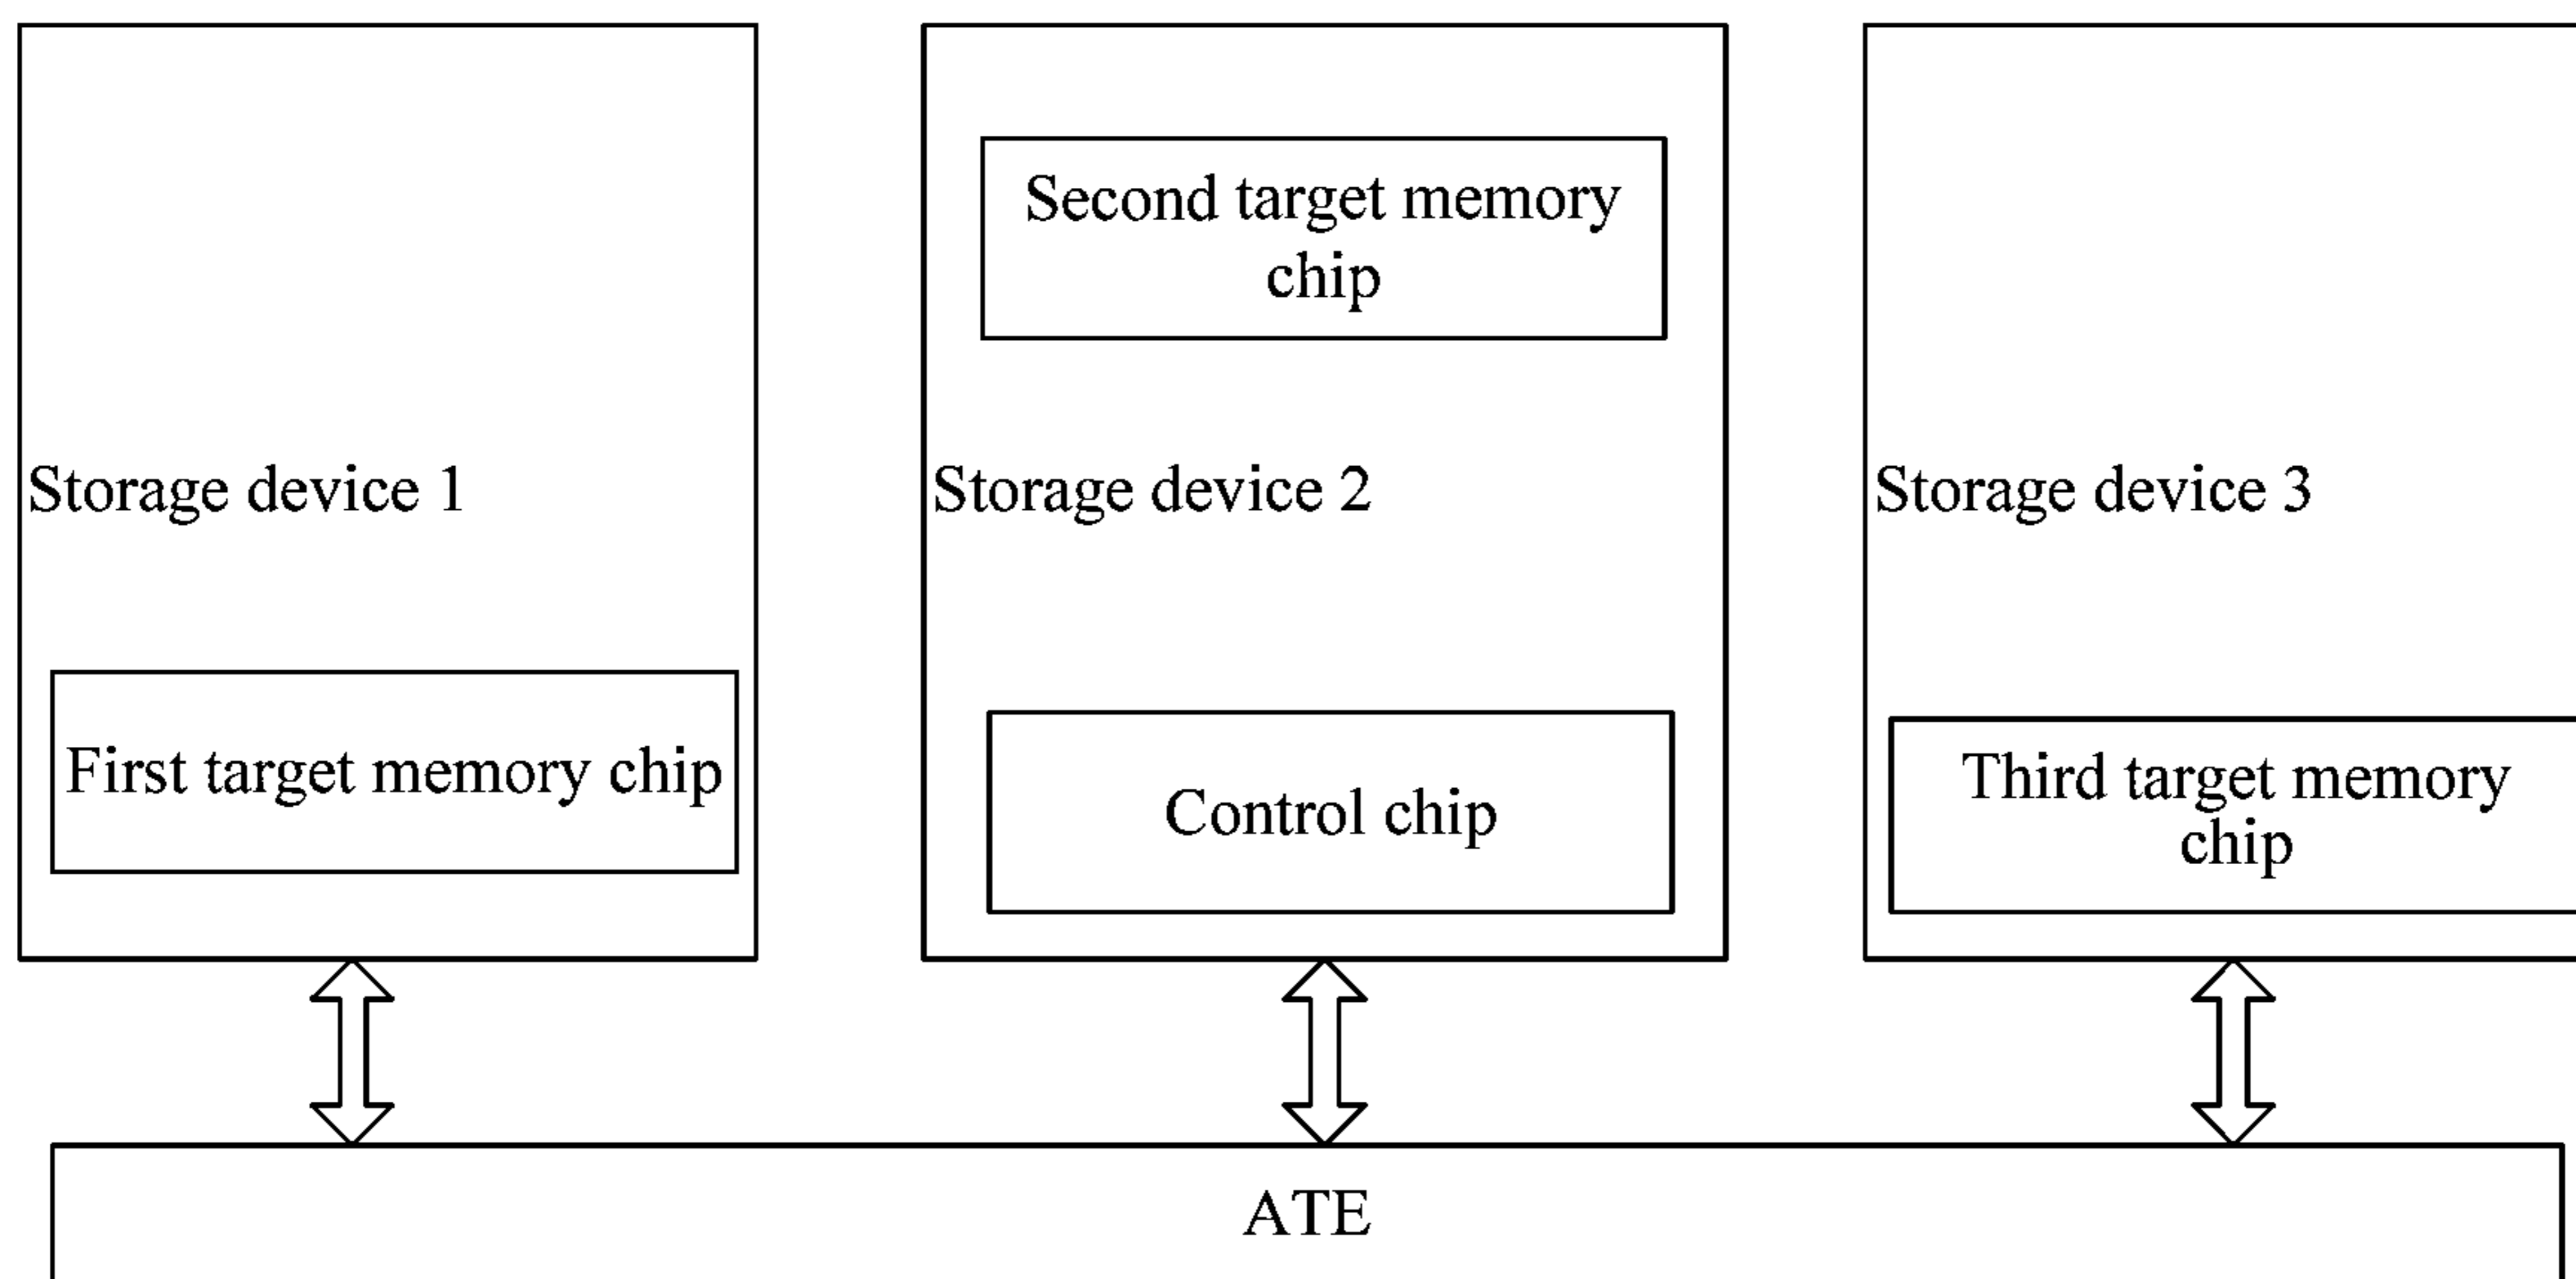 Second target memory
chip
Storage device 1
Storage device 2
Storage device 3
First target memory chip
Control chip
Third target memory
chip
ATE